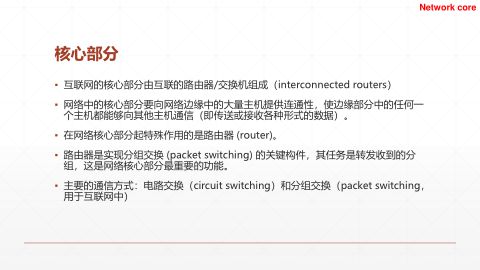 Network core
核心部分
▪ 互联网的核心部分由互联的路由器/交换机组成（interconnected routers）
▪ 网络中的核心部分要向网络边缘中的大量主机提供连通性，使边缘部分中的任何一
个主机都能够向其他主机通信（即传送或接收各种形式的数据）。
▪ 在网络核心部分起特殊作用的是路由器 (router)。
▪ 路由器是实现分组交换 (packet switching) 的关键构件，其任务是转发收到的分
组，这是网络核心部分最重要的功能。
▪ 主要的通信方式：电路交换（circuit switching）和分组交换（packet switching，
用于互联网中）